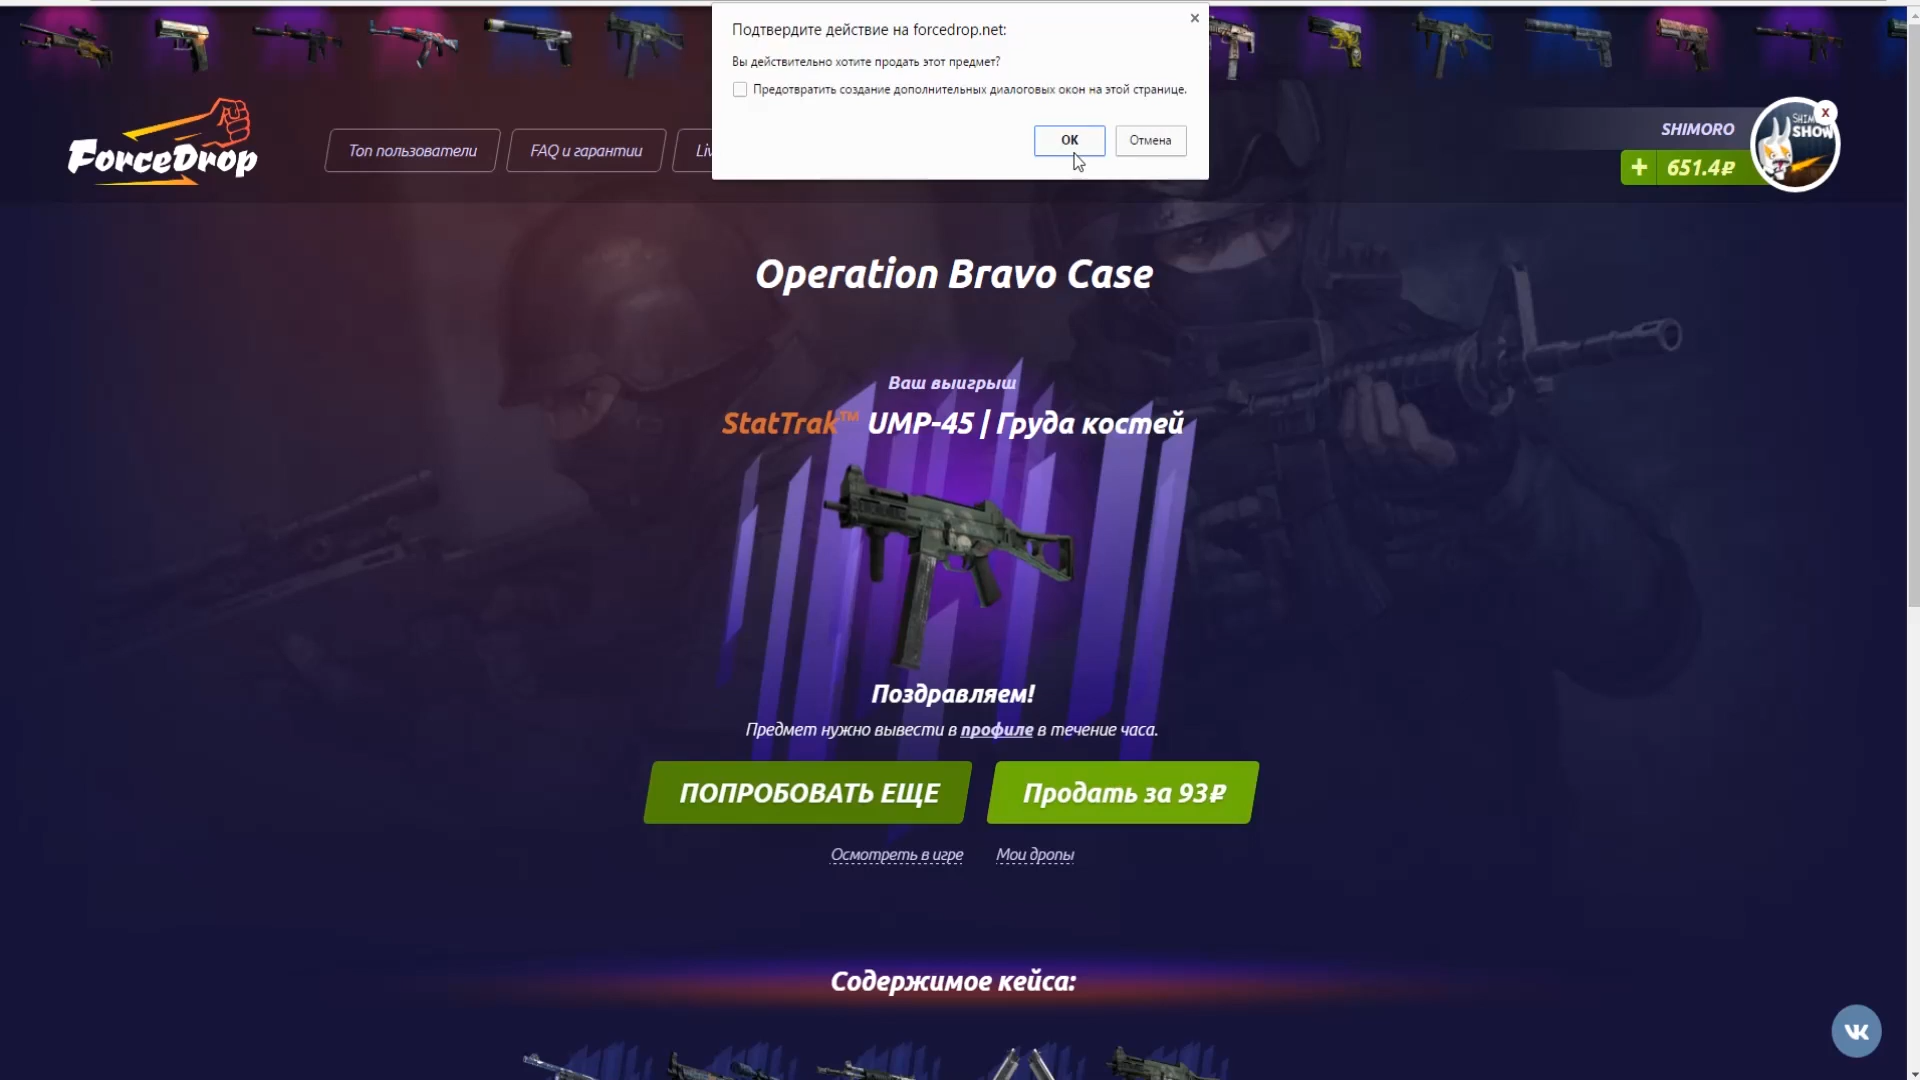 Подтвердите действие на forcedrop.net:
Вы действительно хотите продать этот предмет?
Предотвратить создание дополнительных диалоговых окон на этой странице.
OK
Отмена
ForceDrop
Топ пользователи
FAQ и гарантии
Liv
SHIMORO
+ 651.4₽
x
SHOW
Operation Bravo Case
Ваш выигрыш
StatTrak™ UMP-45 | Груда костей
Поздравляем!
Предмет нужно вывести в профиле в течение часа.
ПОПРОБОВАТЬ ЕЩЕ
Продать за 93₽
Осмотреть в игре
Мои дропы
Содержимое кейса: